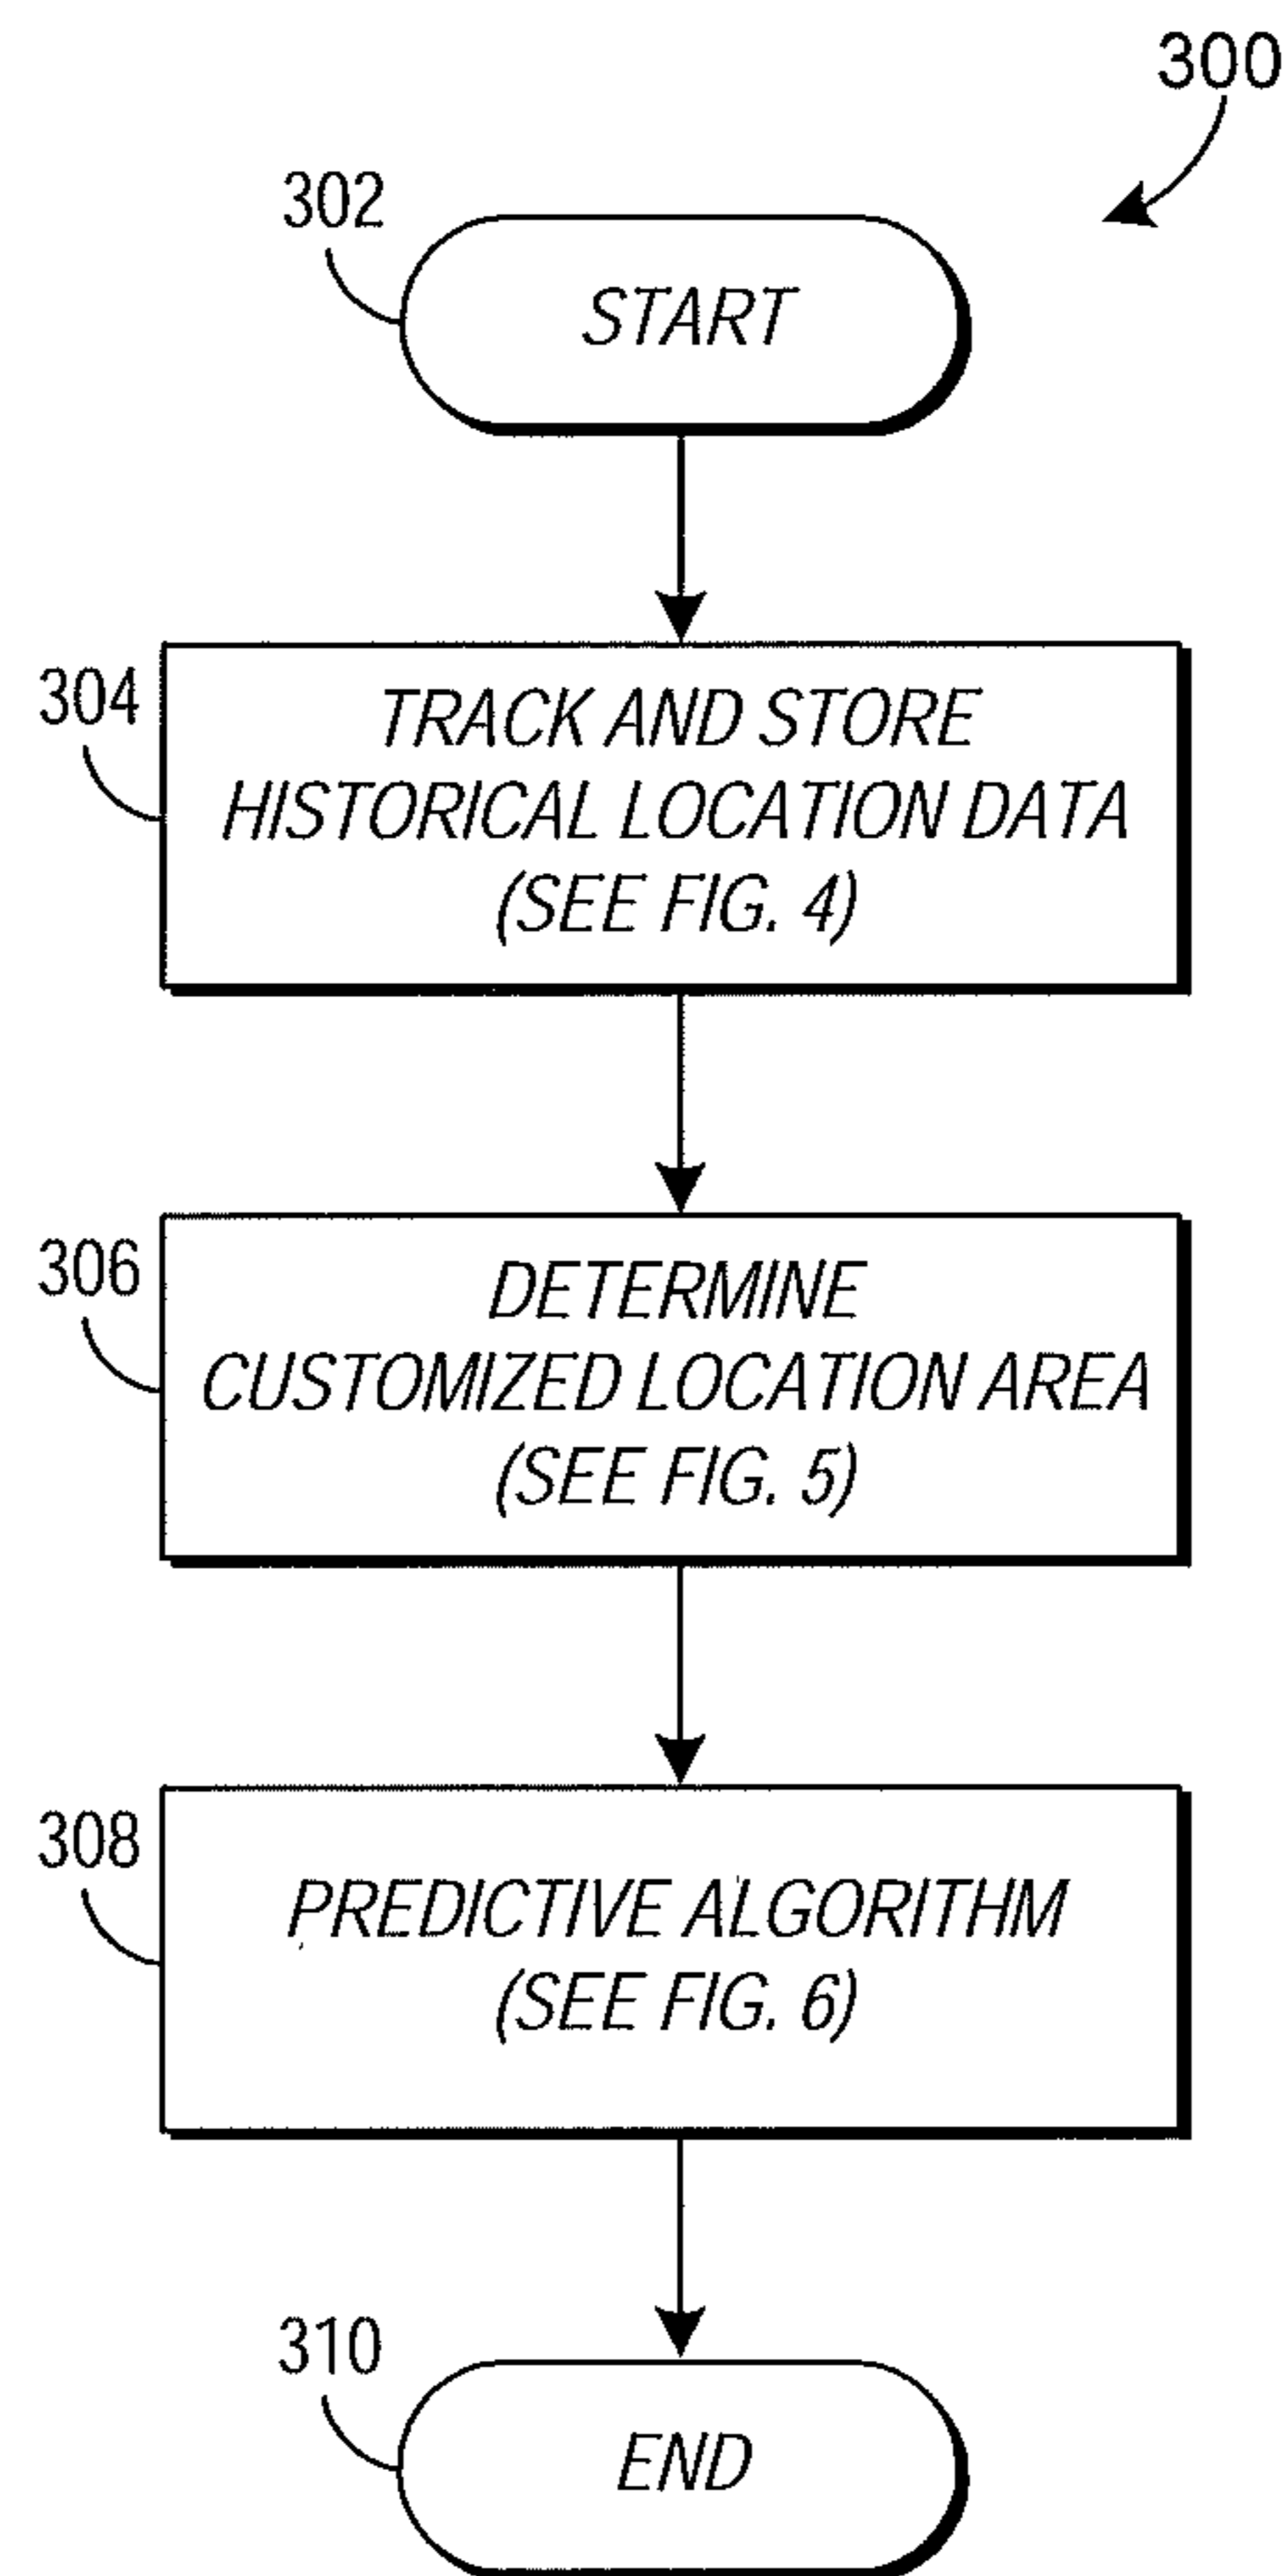 300
302
START
304
TRACK AND STORE
HISTORICAL LOCATION DATA
(SEE FIG. 4)
306
DETERMINE
CUSTOMIZED LOCATION AREA
(SEE FIG. 5)
308
PREDICTIVE ALGORITHM
(SEE FIG. 6)
310
END